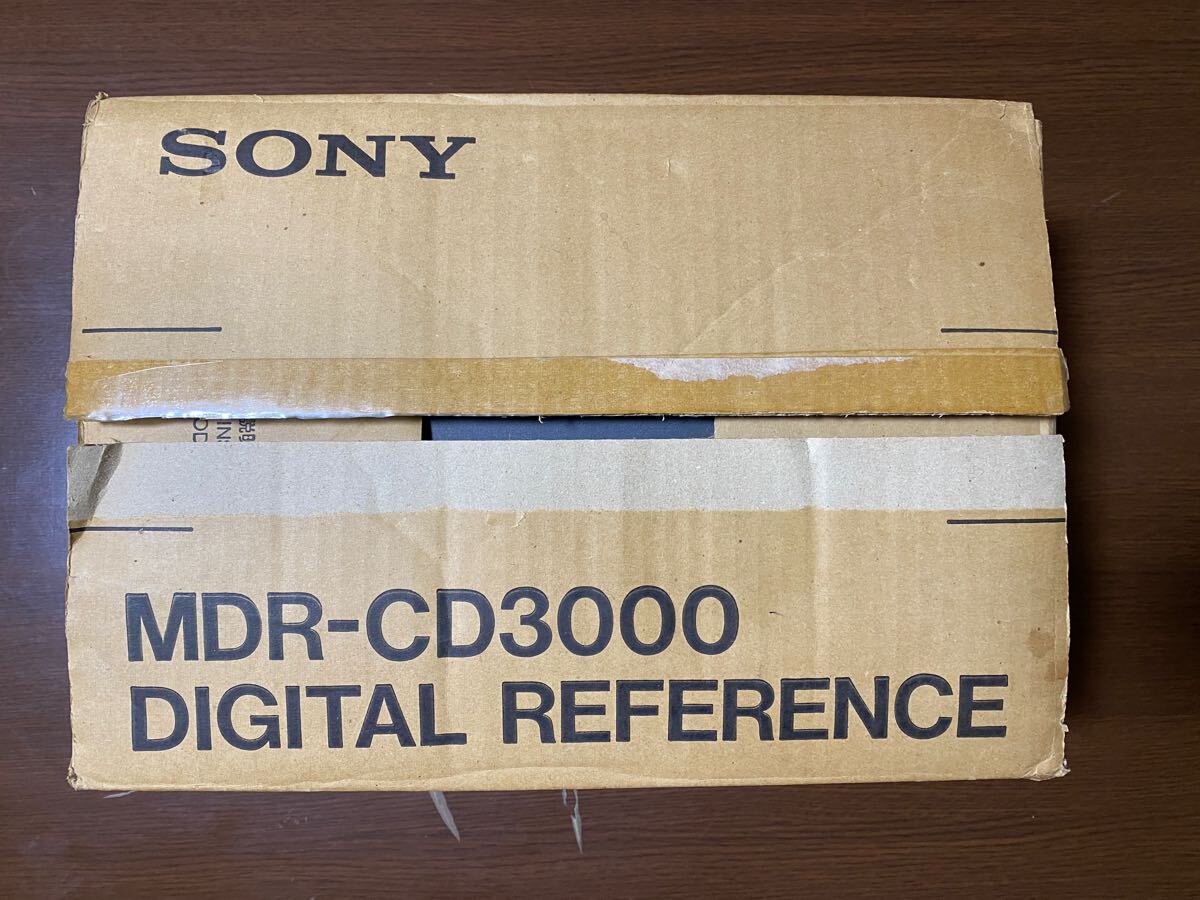 SONY
MDR-CD3000
DIGITAL REFERENCE